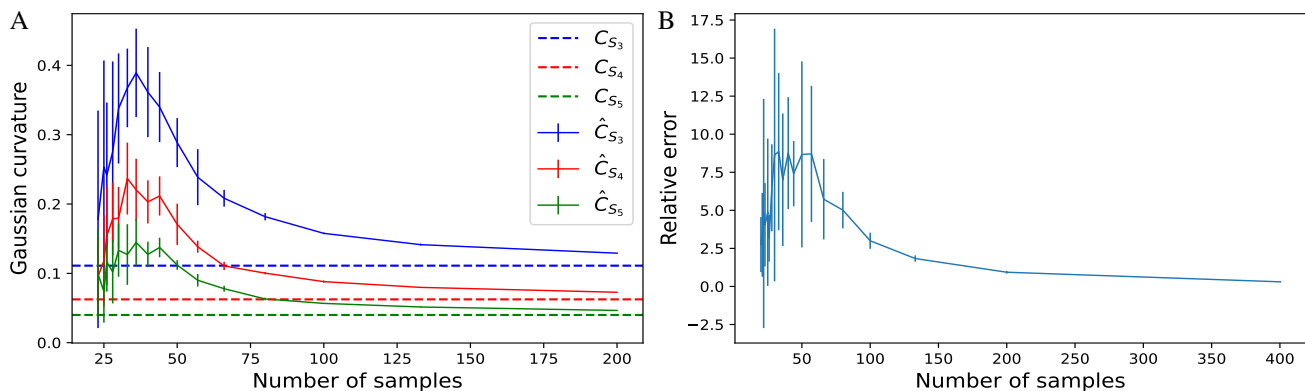 A
Gaussian curvature
0.4
0.3
0.2
0.1
0.0
25 50 75 100 125 150 175 200
Number of samples
C_{S_3}
C_{S_4}
C_{S_5}
Ĉ_{S_3}
Ĉ_{S_4}
Ĉ_{S_5}
B
Relative error
17.5
15.0
12.5
10.0
7.5
5.0
2.5
0.0
−2.5
50 100 150 200 250 300 350 400
Number of samples